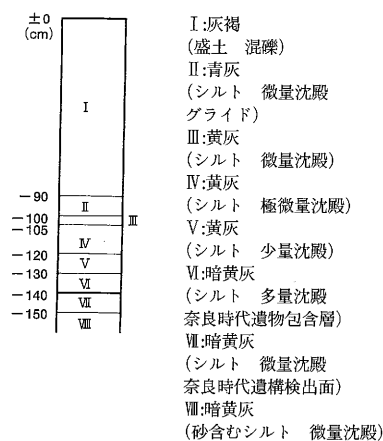 ±0
(cm)
Ⅰ
－90
Ⅱ
－100
Ⅲ
－105
Ⅳ
－120
Ⅴ
－130
Ⅵ
－140
Ⅶ
－150
Ⅷ
Ⅰ:灰褐
(盛土　混礫)
Ⅱ:青灰
(シルト　微量沈殿
グライド)
Ⅲ:黄灰
(シルト　微量沈殿)
Ⅳ:黄灰
(シルト　極微量沈殿)
Ⅴ:黄灰
(シルト　少量沈殿)
Ⅵ:暗黄灰
(シルト　多量沈殿
奈良時代遺物包含層)
Ⅶ:暗黄灰
(シルト　微量沈殿
奈良時代遺構検出面)
Ⅷ:暗黄灰
(砂含むシルト　微量沈殿)